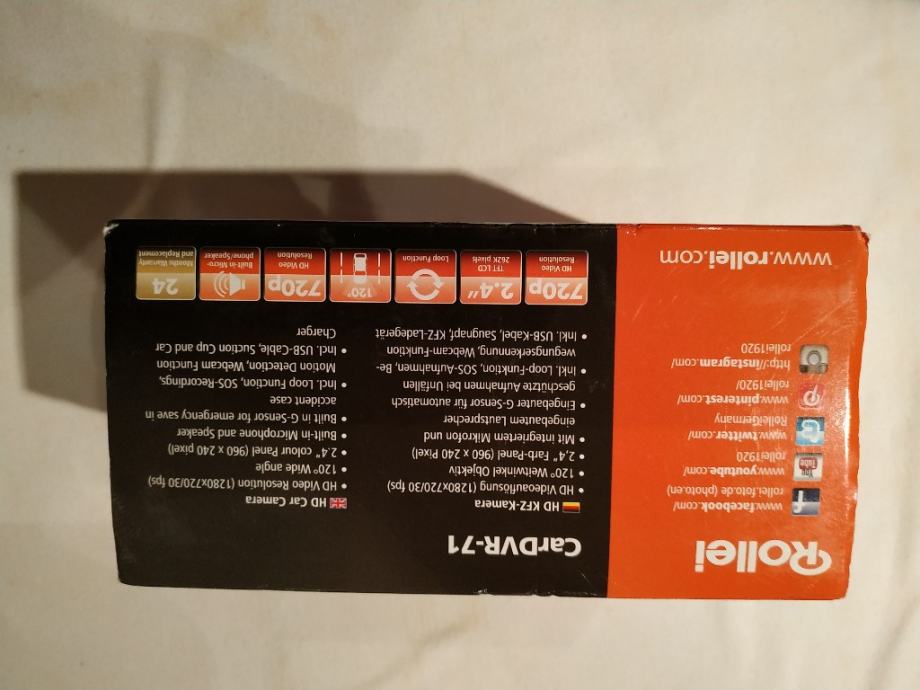 Rollei
www.facebook.com/
rollei.foto.de (photo.en)
www.youtube.com/
rollei1920
www.twitter.com/
RolleiGermany
www.pinterest.com/
rollei1920/
http://instagram.com/
rollei1920
www.rollei.com
CarDVR-71
HD KFZ-Kamera
• HD Videoauflösung (1280x720/30 fps)
• 120° Weitwinkel Objektiv
• 2,4" Farb-Panel (960 x 240 Pixel)
• Mit integriertem Mikrofon und
eingebautem Lautsprecher
• Eingebauter G-Sensor für automatisch
geschützte Aufnahmen bei Unfällen
• Inkl. Loop-Funktion, SOS-Aufnahmen, Be-
wegungserkennung, Webcam-Funktion
• Inkl. USB-Kabel, Saugnapf, KFZ-Ladegerät
HD Car Camera
• HD Video Resolution (1280x720/30 fps)
• 120° Wide angle
• 2.4" colour Panel (960 x 240 pixel)
• Built-in Microphone and Speaker
• Built in G-Sensor for emergency save in
accident case
• Incl. Loop Function, SOS-Recordings,
Motion Detection, Webcam Function
• Incl. USB-Cable, Suction Cup and Car
Charger
720p
HD Video
Resolution
2.4"
TFT LCD
262K pixels
Loop Function
120°
720p
HD Video
Resolution
Built-in Micro-
phone/Speaker
24
Months Warranty
and Replacement